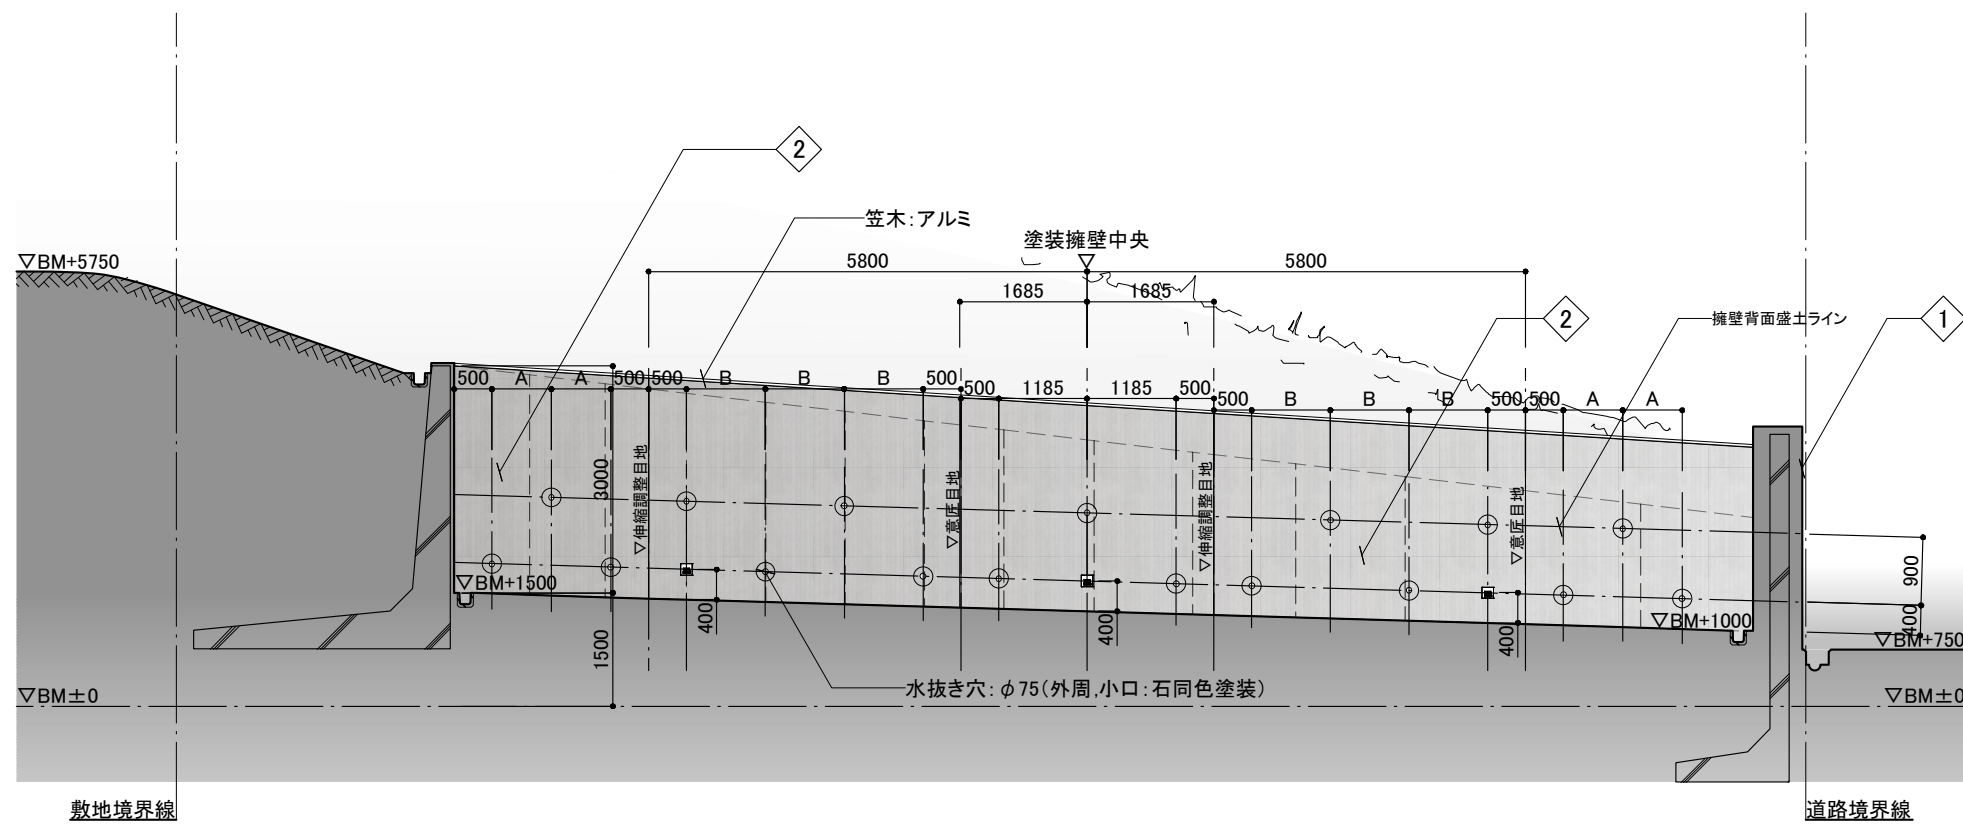 2
笠木:アルミ
塗装擁壁中央
▽
▽BM+5750
5800
5800
1685
1685
2
擁壁背面盛土ライン
1
500
A
A
500
500
B
B
B
500
500
1185
1185
500
500
B
B
B
500
500
A
A
3000
▽伸縮調整目地
▽意匠目地
▽伸縮調整目地
▽意匠目地
900
▽BM+1500
400
400
400
400
▽BM+1000
▽BM+750
1500
水抜き穴:φ75(外周,小口:石同色塗装)
▽BM±0
▽BM±0
敷地境界線
道路境界線